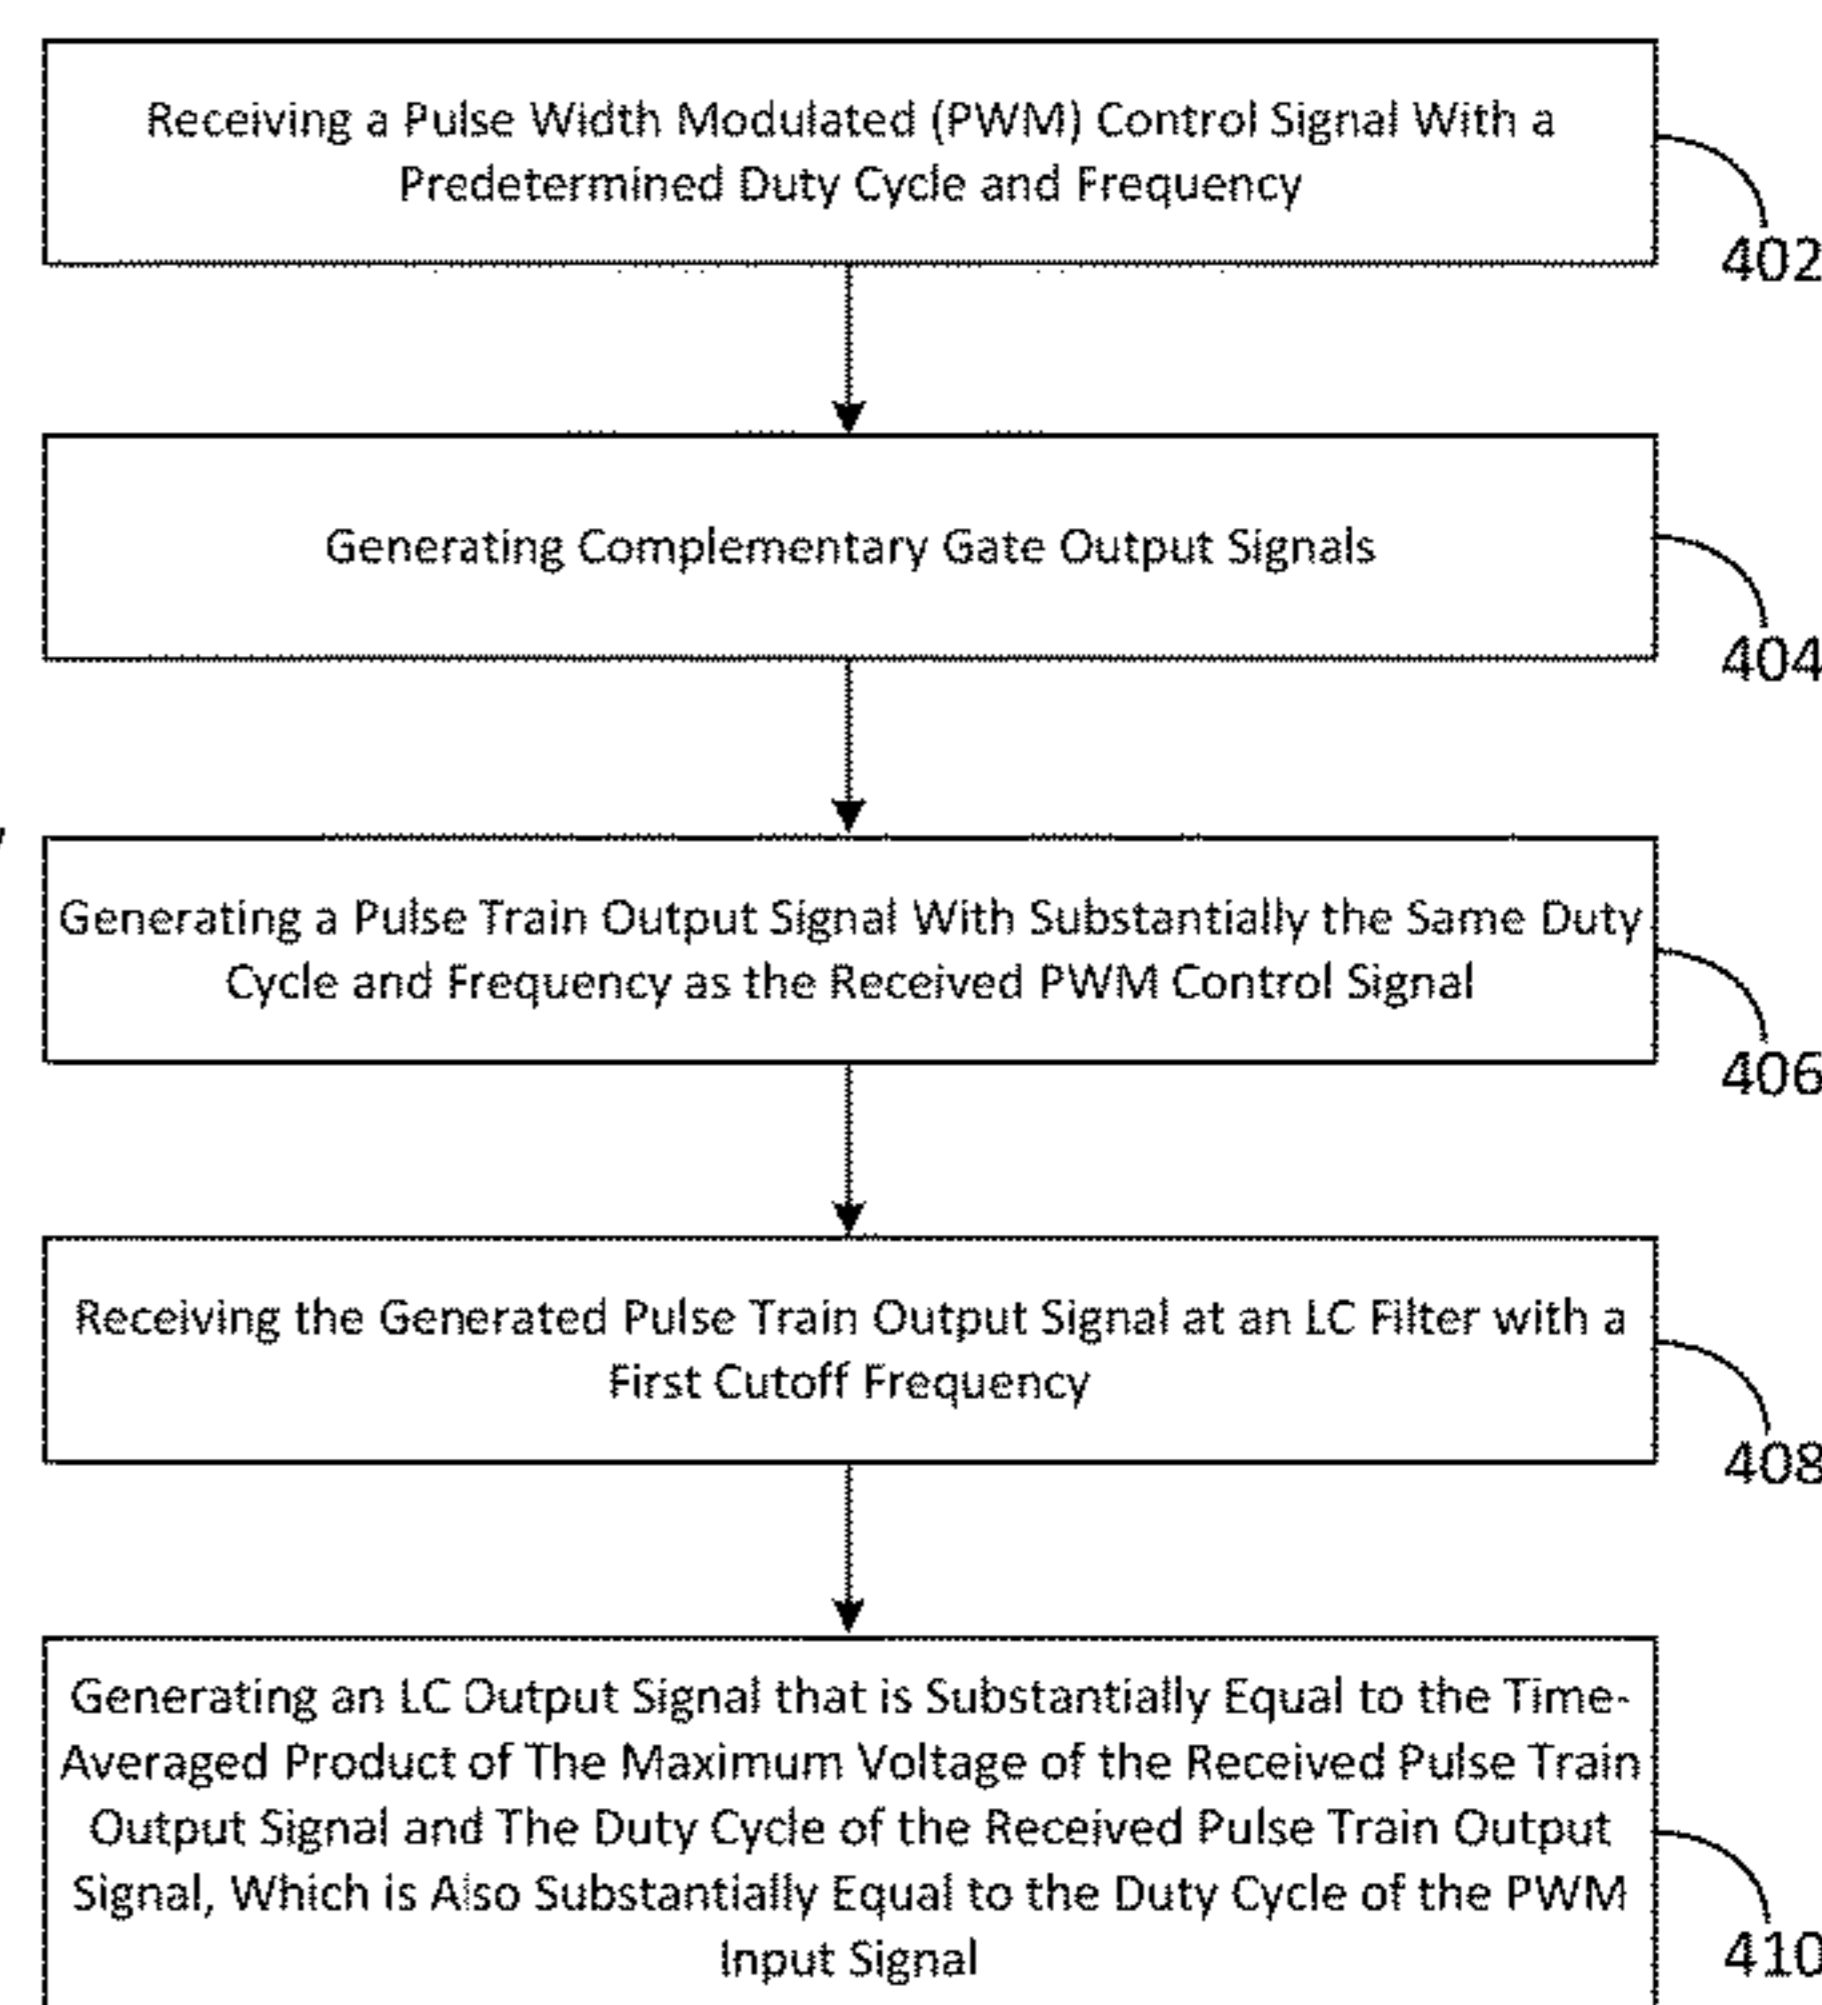 Receiving a Pulse Width Modulated (PWM) Control Signal With a
Predetermined Duty Cycle and Frequency
402
Generating Complementary Gate Output Signals
404
Generating a Pulse Train Output Signal With Substantially the Same Duty
Cycle and Frequency as the Received PWM Control Signal
406
Receiving the Generated Pulse Train Output Signal at an LC Filter with a
First Cutoff Frequency
408
Generating an LC Output Signal that is Substantially Equal to the Time-
Averaged Product of The Maximum Voltage of the Received Pulse Train
Output Signal and The Duty Cycle of the Received Pulse Train Output
Signal, Which is Also Substantially Equal to the Duty Cycle of the PWM
Input Signal
410